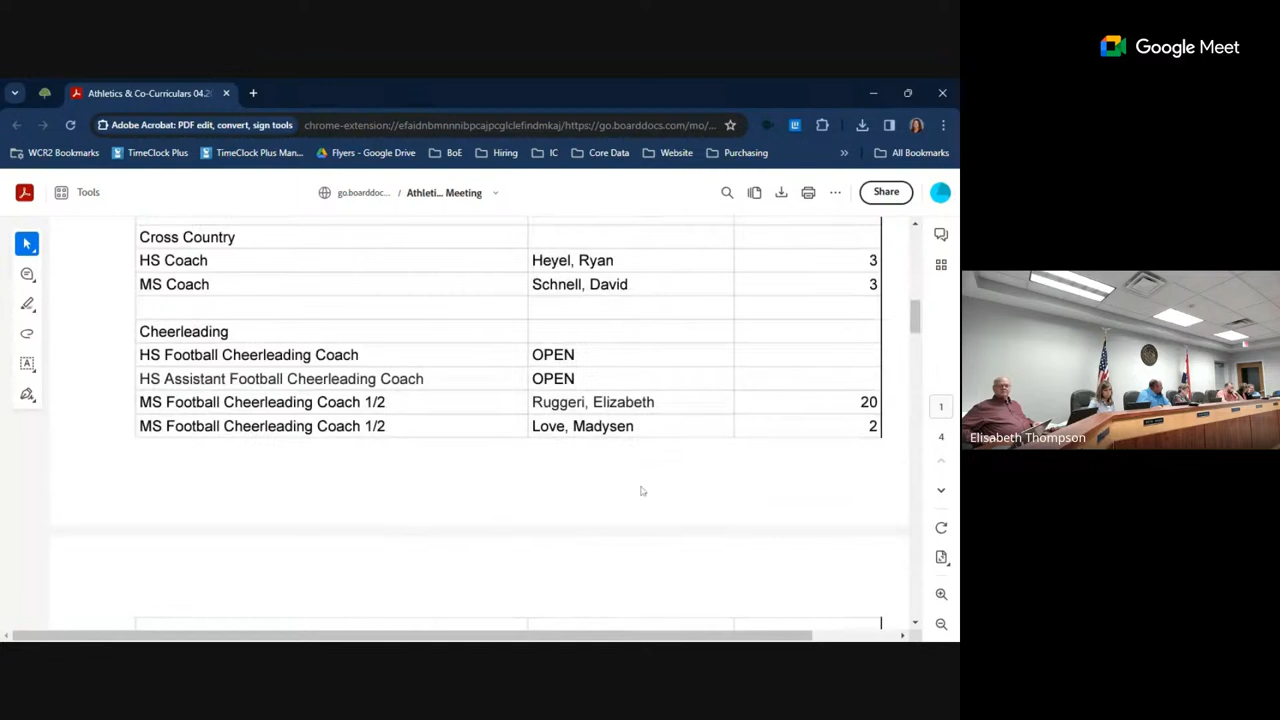 Google Meet
Athletics & Co-Curriculars 04.2
Adobe Acrobat: PDF edit, convert, sign tools
chrome-extension://efaidnbmnnnibpcajpcglclefindmkaj/https://go.boarddocs.com/mo/...
WCR2 Bookmarks
TimeClock Plus
TimeClock Plus Man...
Flyers - Google Drive
BoE
Hiring
IC
Core Data
Website
Purchasing
All Bookmarks
Tools
go.boarddoc... / Athleti... Meeting
Share
Cross Country
HS Coach Heyel, Ryan 3
MS Coach Schnell, David 3
Cheerleading
HS Football Cheerleading Coach OPEN
HS Assistant Football Cheerleading Coach OPEN
MS Football Cheerleading Coach 1/2 Ruggeri, Elizabeth 20
MS Football Cheerleading Coach 1/2 Love, Madysen 2
1
4
Elisabeth Thompson